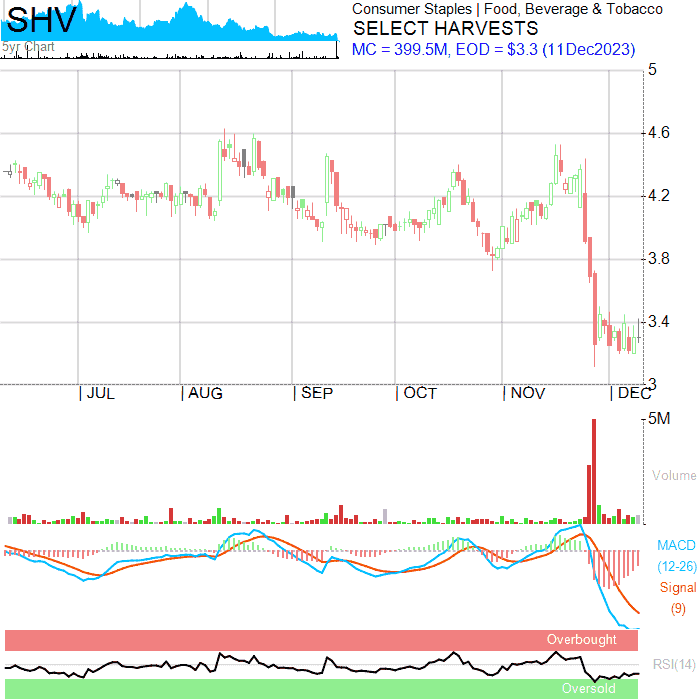 SHV
5yr Chart
Consumer Staples | Food, Beverage & Tobacco
SELECT HARVESTS
MC = 399.5M, EOD = $3.3 (11Dec2023)
5
4.6
4.2
3.8
3.4
3
JUL
AUG
SEP
OCT
NOV
DEC
5M
Volume
MACD
(12-26)
Signal
(9)
Overbought
RSI(14)
Oversold